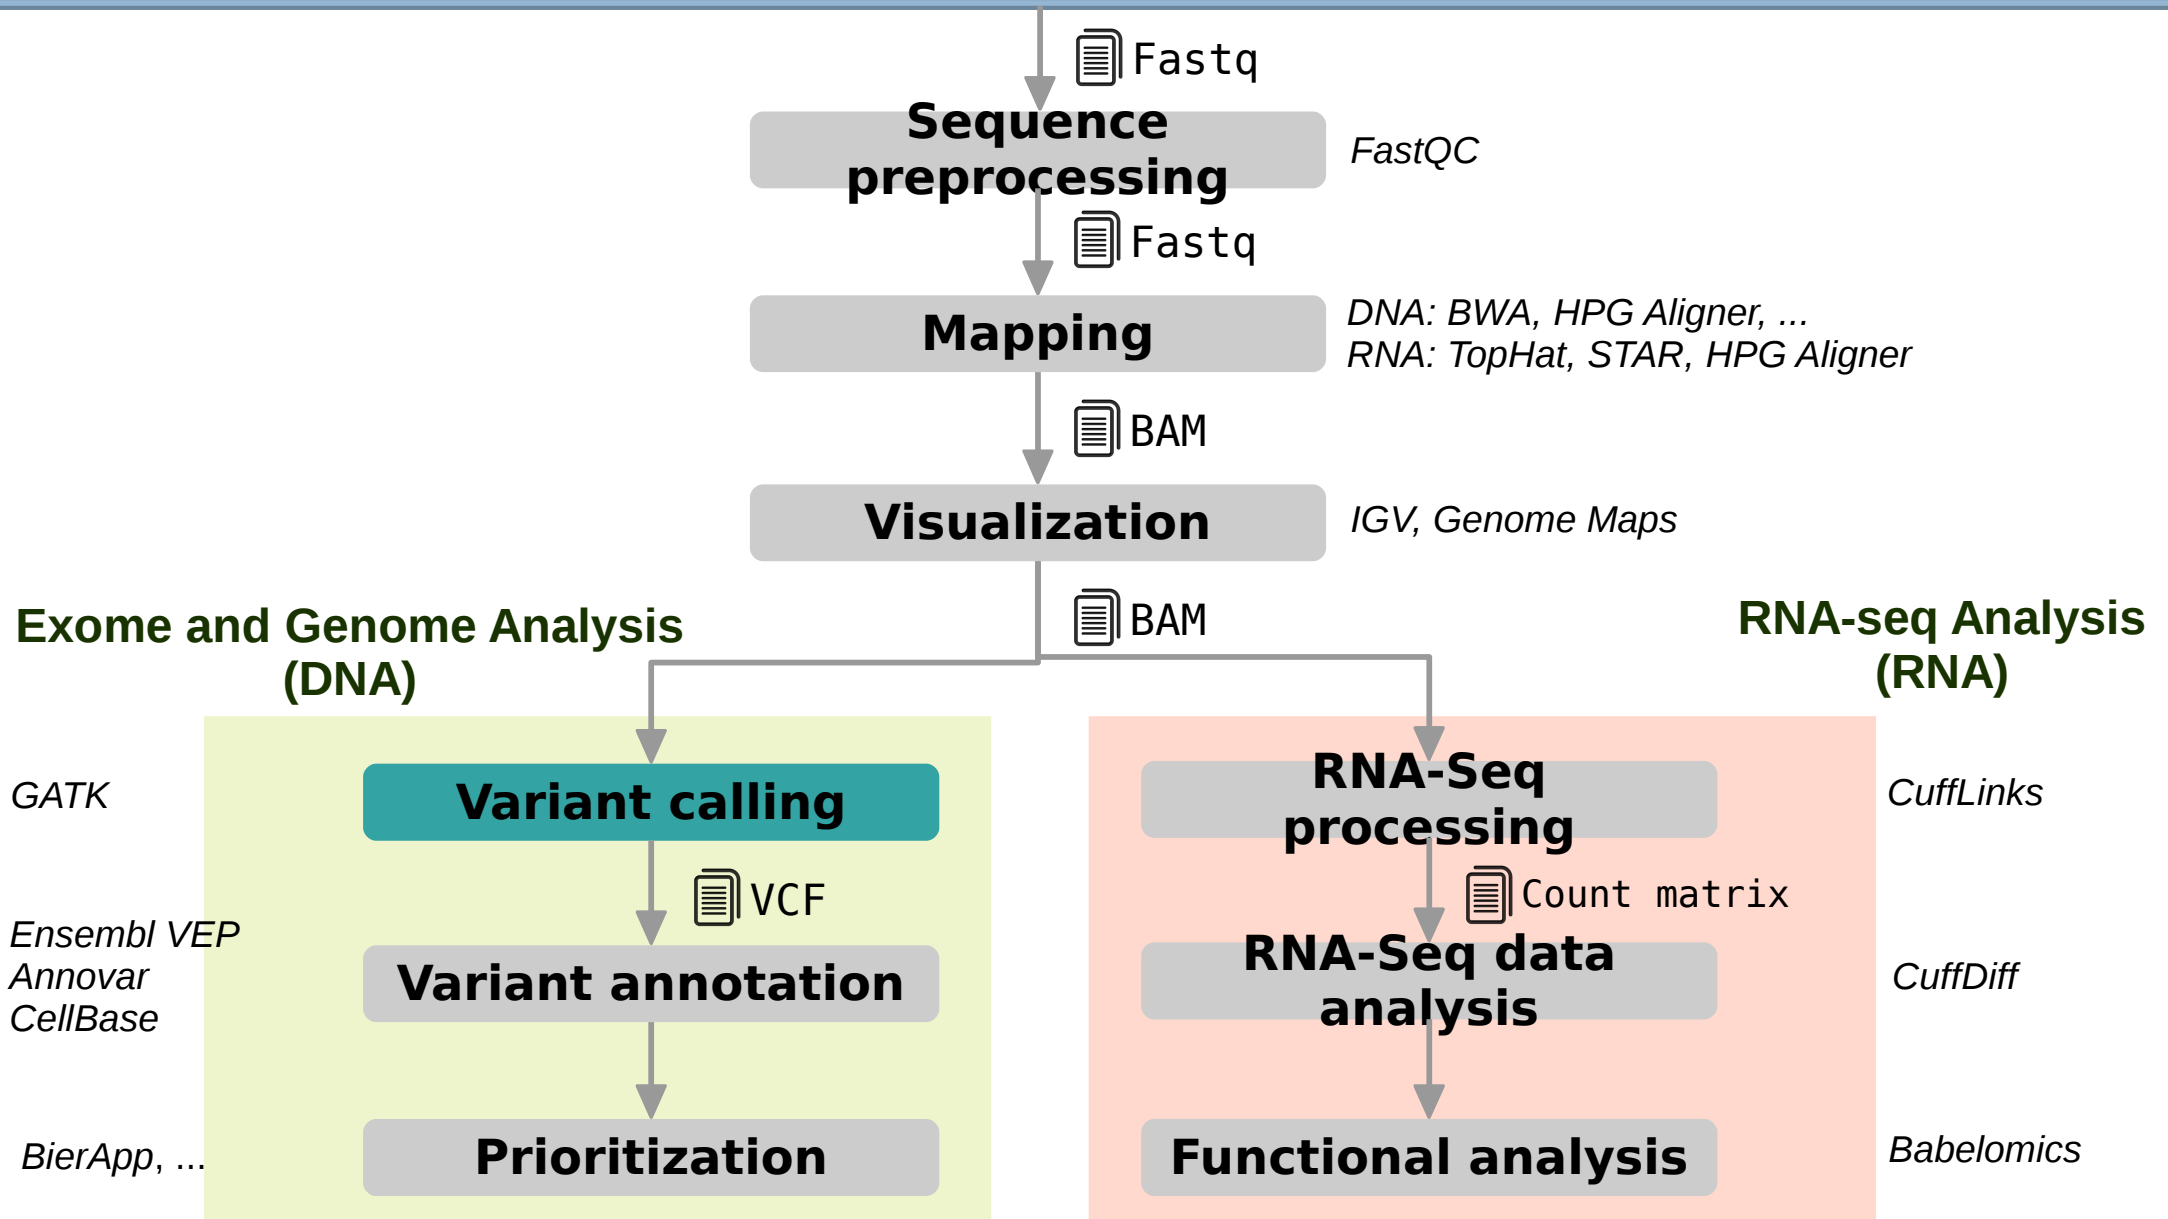 Fastq
Sequence
preprocessing
FastQC
Fastq
Mapping
DNA: BWA, HPG Aligner, ...
RNA: TopHat, STAR, HPG Aligner
BAM
Visualization
IGV, Genome Maps
BAM
Exome and Genome Analysis
(DNA)
RNA-seq Analysis
(RNA)
GATK
Variant calling
VCF
Ensembl VEP
Annovar
CellBase
Variant annotation
BierApp, ...
Prioritization
RNA-Seq
processing
CuffLinks
Count matrix
RNA-Seq data
analysis
CuffDiff
Functional analysis
Babelomics